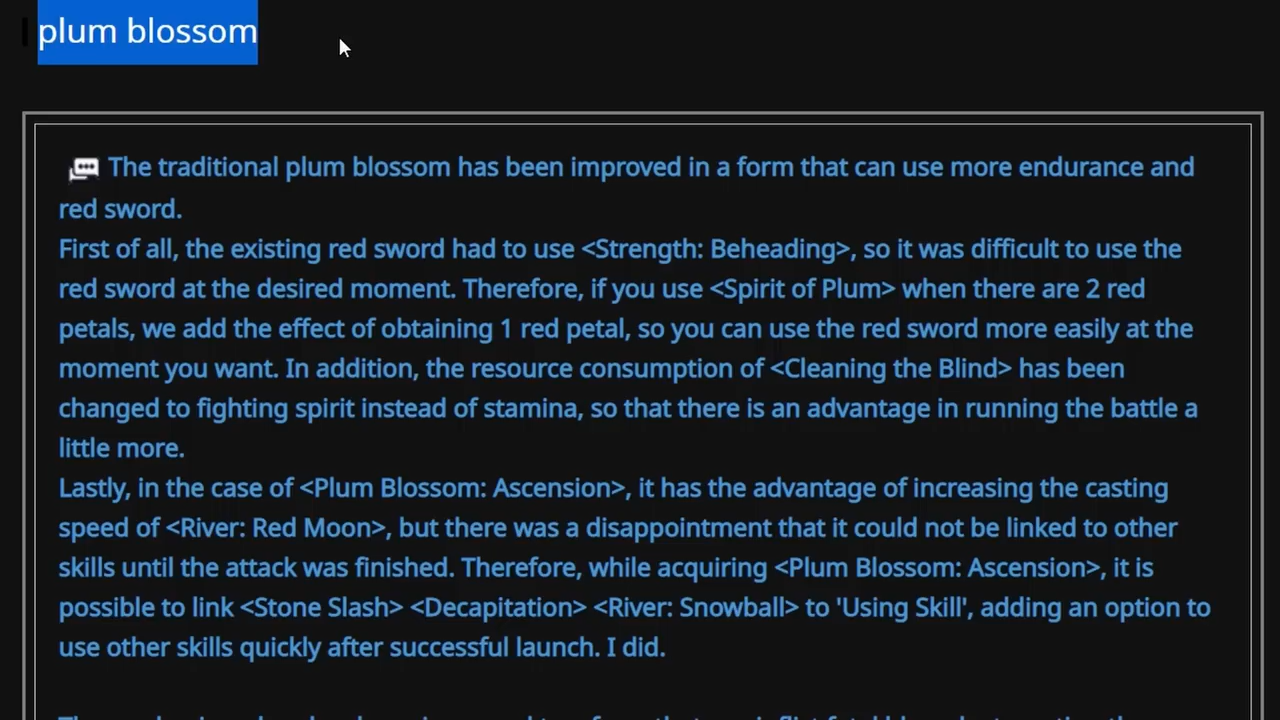 plum blossom
The traditional plum blossom has been improved in a form that can use more endurance and
red sword.
First of all, the existing red sword had to use <Strength: Beheading>, so it was difficult to use the
red sword at the desired moment. Therefore, if you use <Spirit of Plum> when there are 2 red
petals, we add the effect of obtaining 1 red petal, so you can use the red sword more easily at the
moment you want. In addition, the resource consumption of <Cleaning the Blind> has been
changed to fighting spirit instead of stamina, so that there is an advantage in running the battle a
little more.
Lastly, in the case of <Plum Blossom: Ascension>, it has the advantage of increasing the casting
speed of <River: Red Moon>, but there was a disappointment that it could not be linked to other
skills until the attack was finished. Therefore, while acquiring <Plum Blossom: Ascension>, it is
possible to link <Stone Slash> <Decapitation> <River: Snowball> to 'Using Skill', adding an option to
use other skills quickly after successful launch. I did.